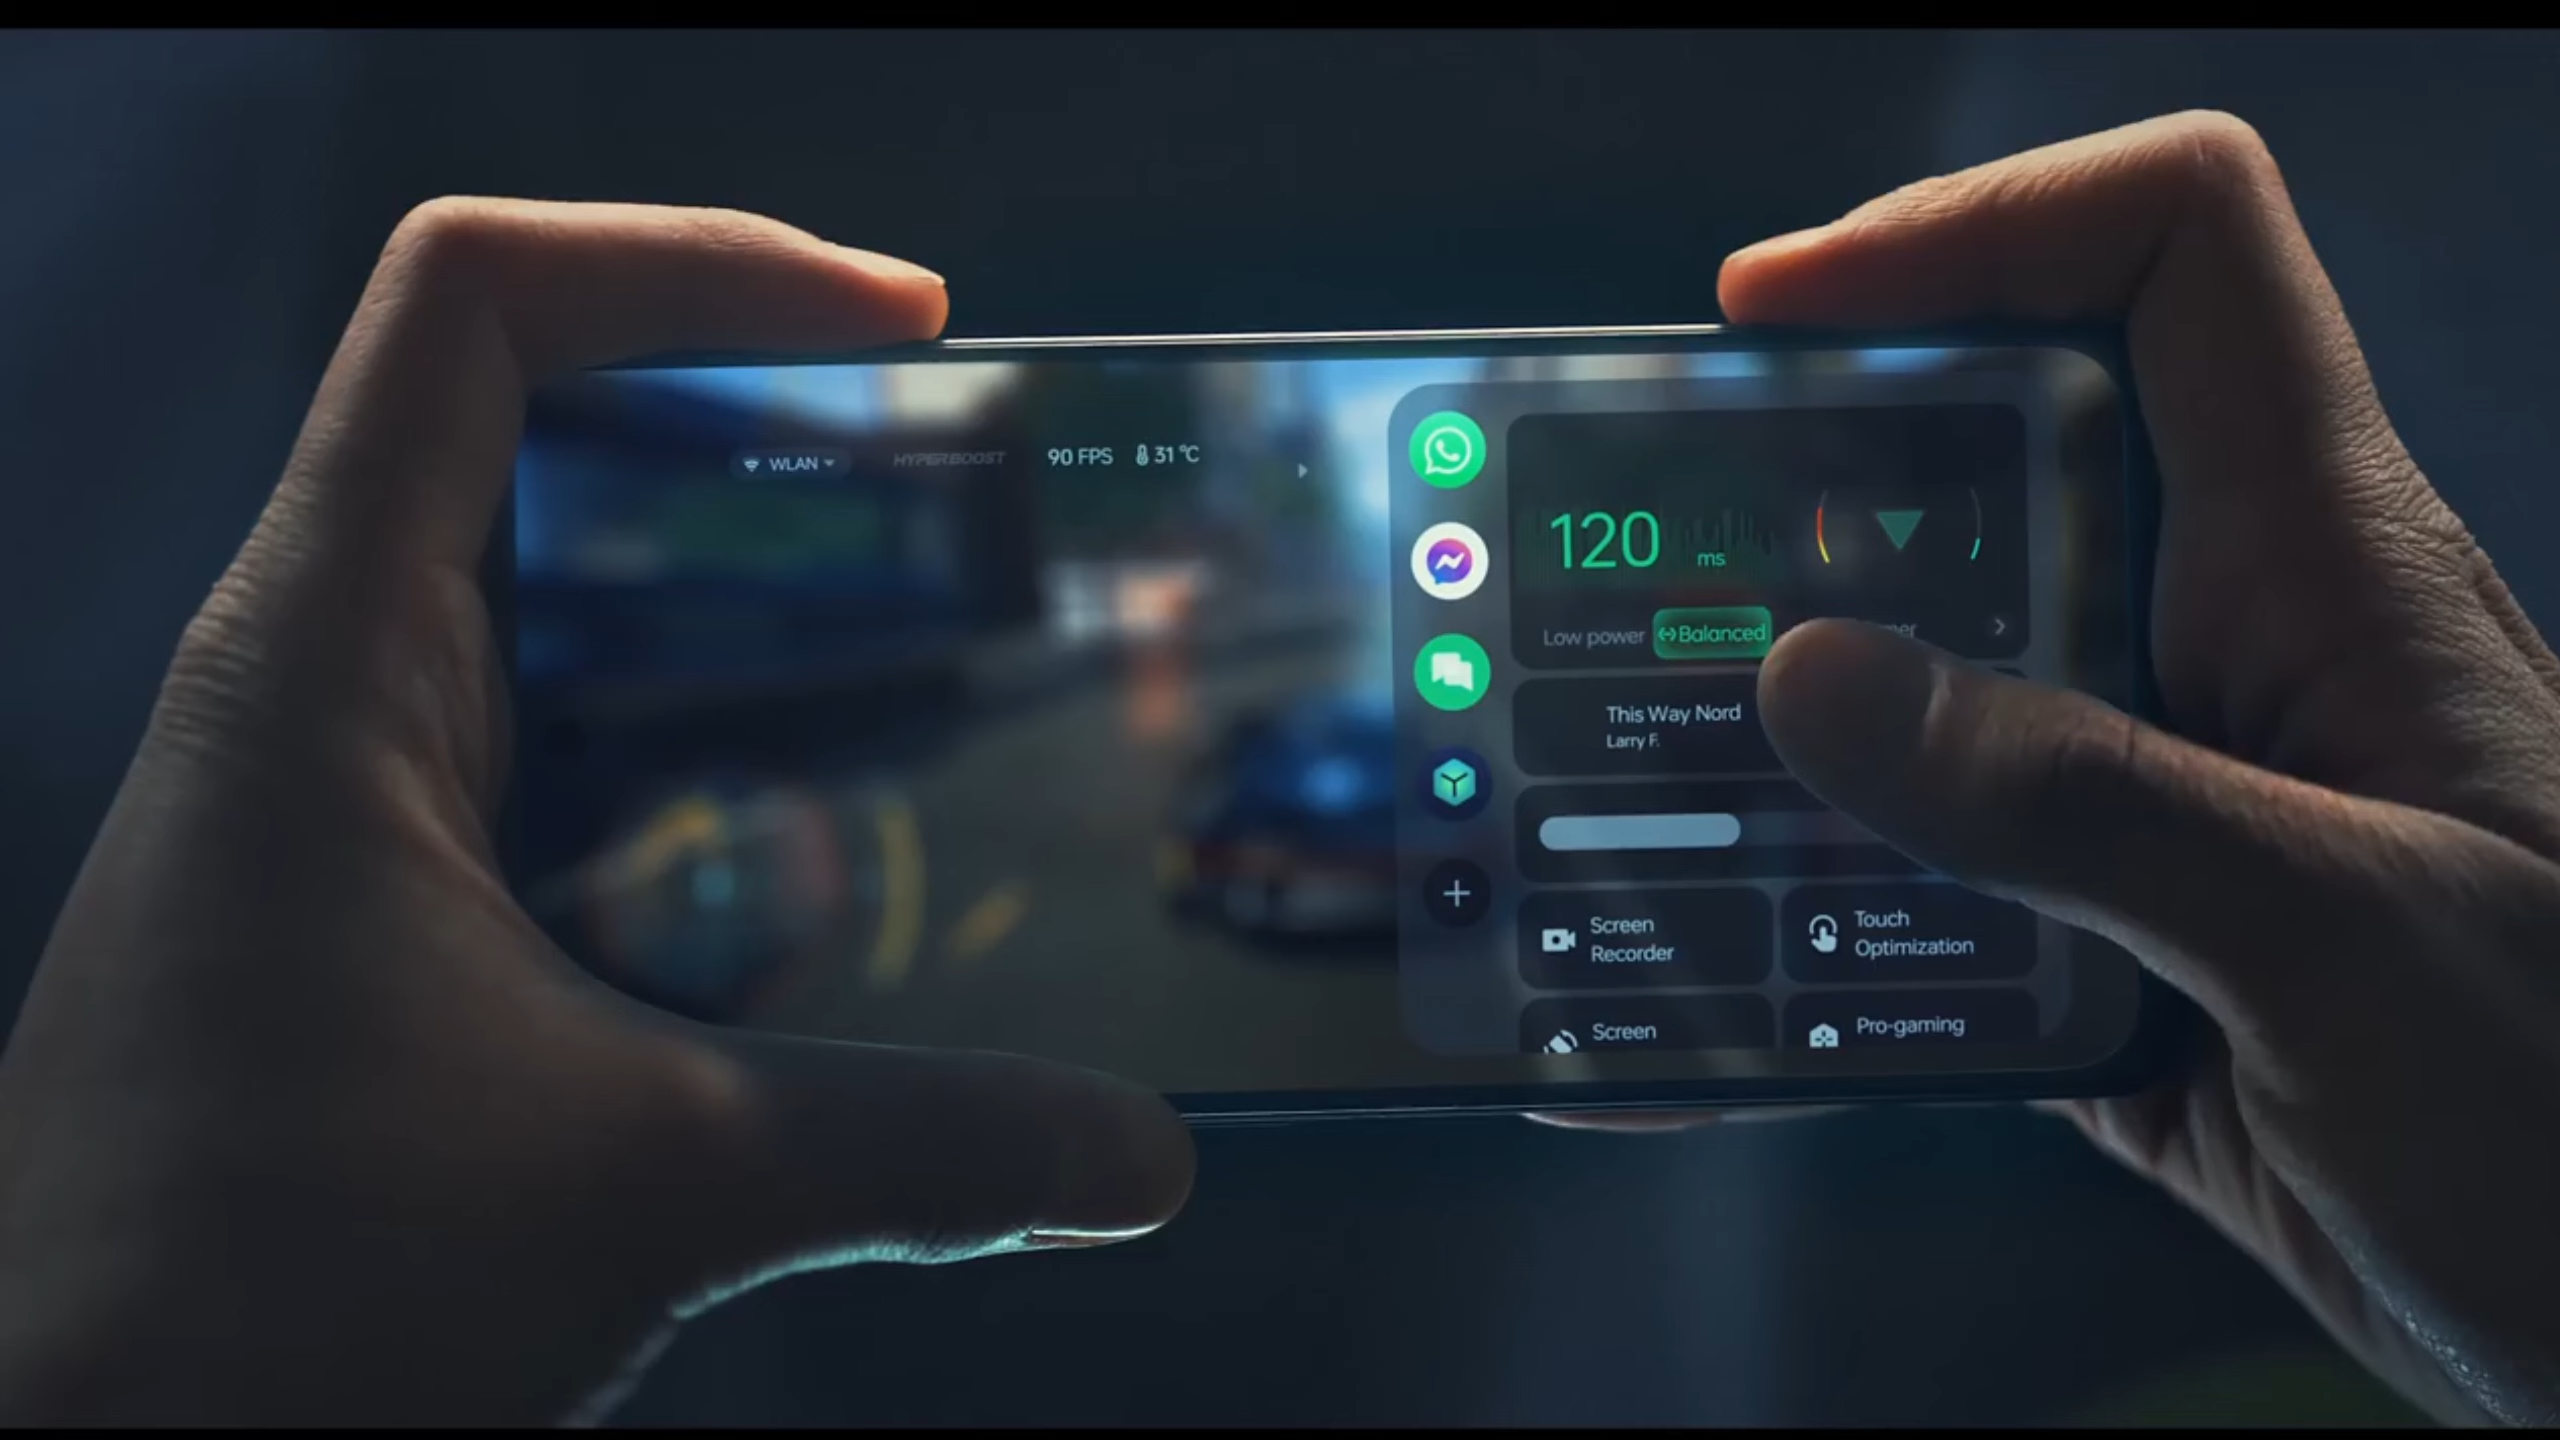 WLAN
HYPERBOOST
90 FPS
31 ℃
120
ms
Low power
Balanced
This Way Nord
Larry F.
Screen
Recorder
Touch
Optimization
Screen
Pro-gaming